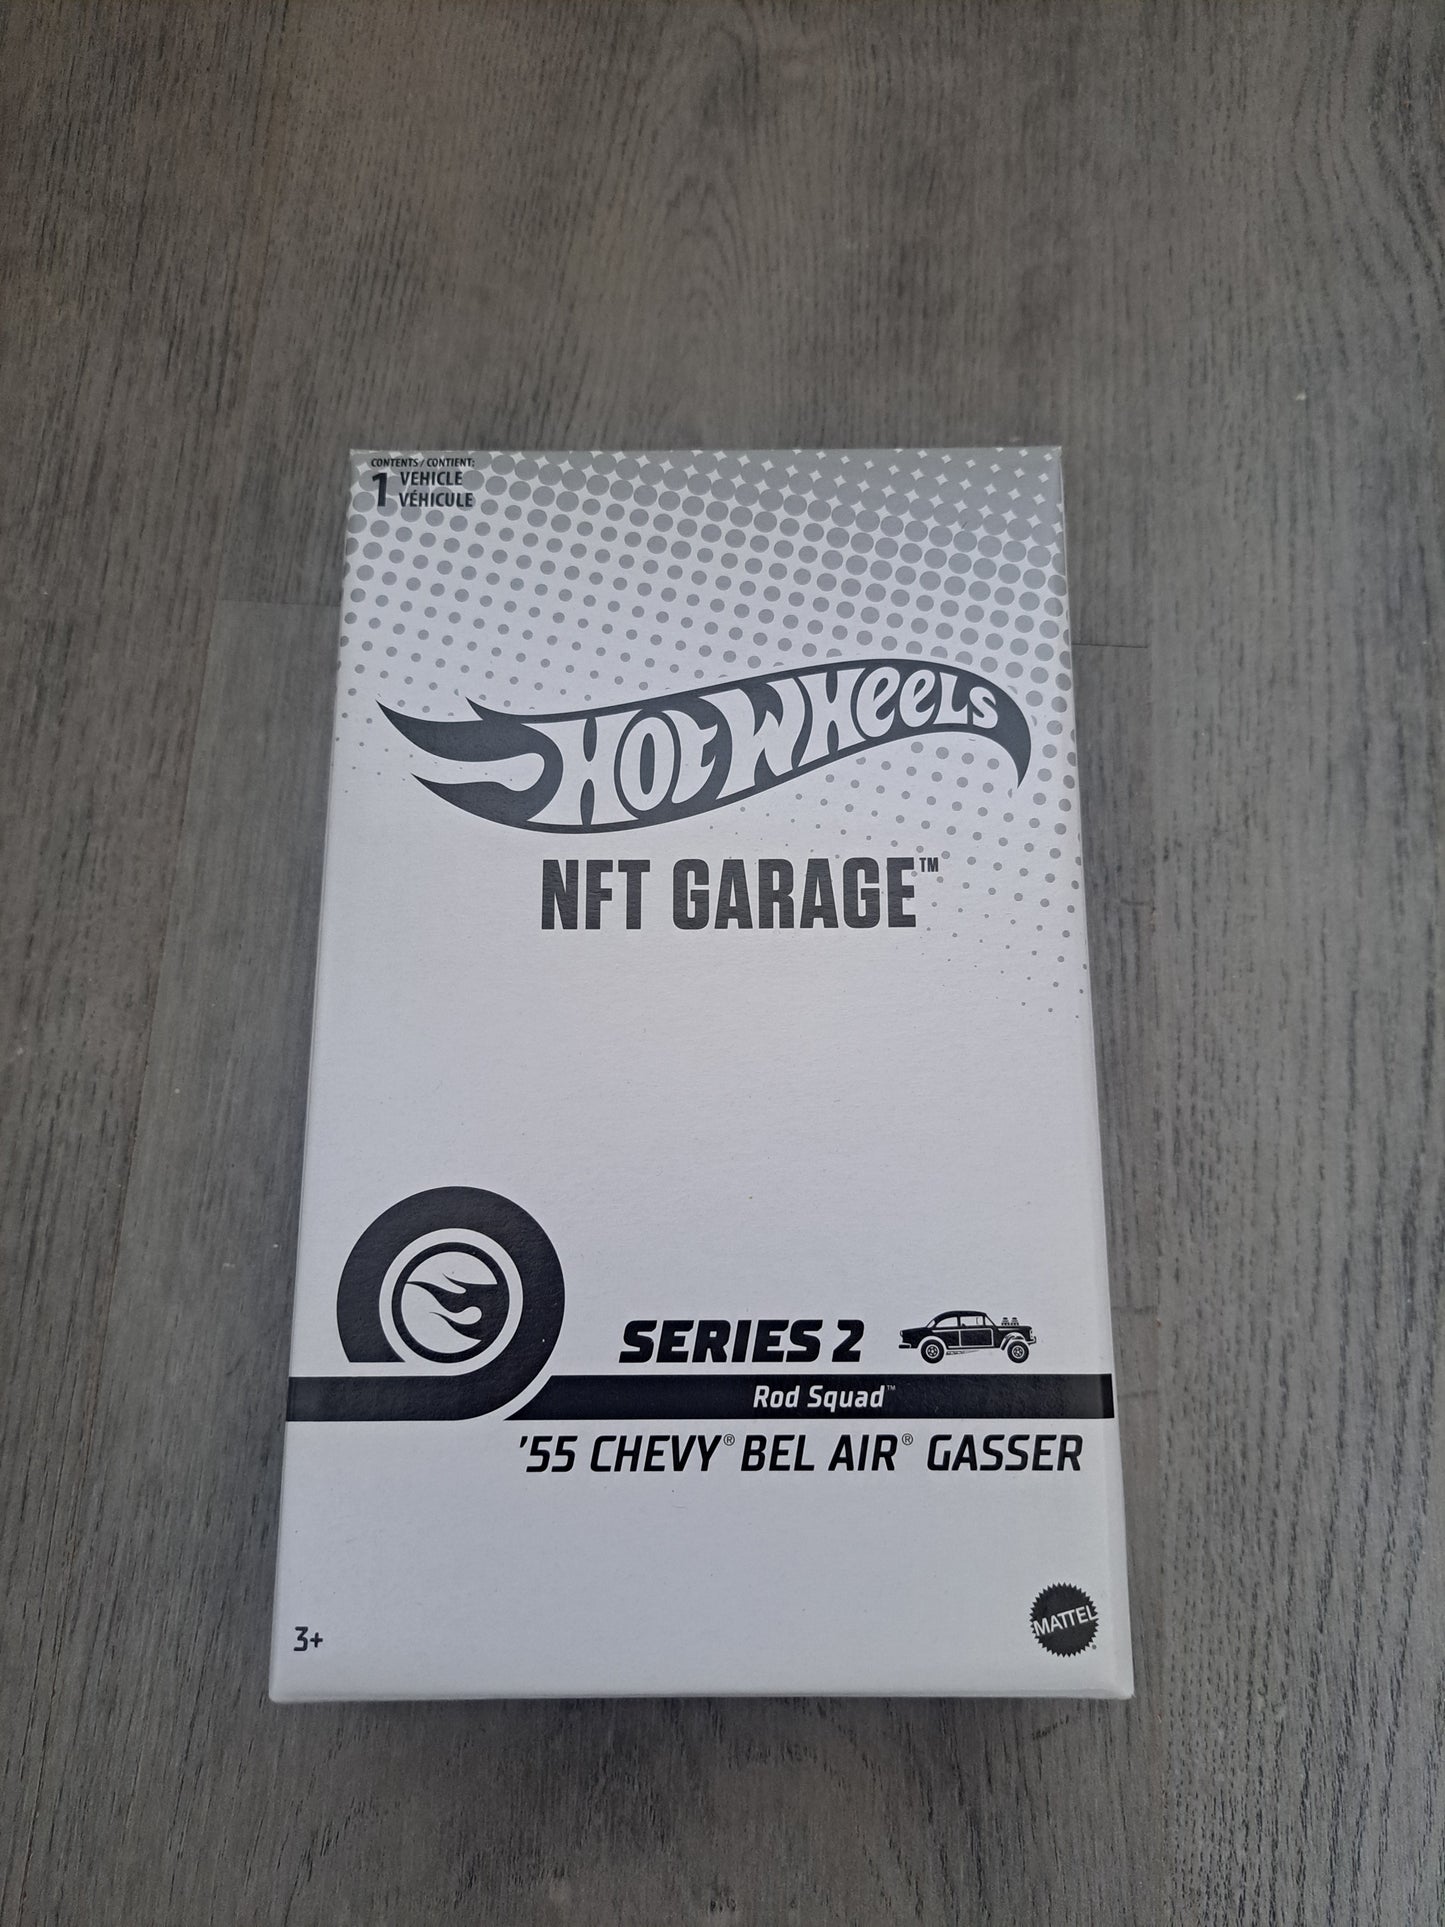 CONTENTS / CONTIENT:
1 VEHICLE
VÉHICULE
HOT WHEELS
NFT GARAGE™
SERIES 2
Rod Squad™
'55 CHEVY® BEL AIR® GASSER
3+
MATTEL®